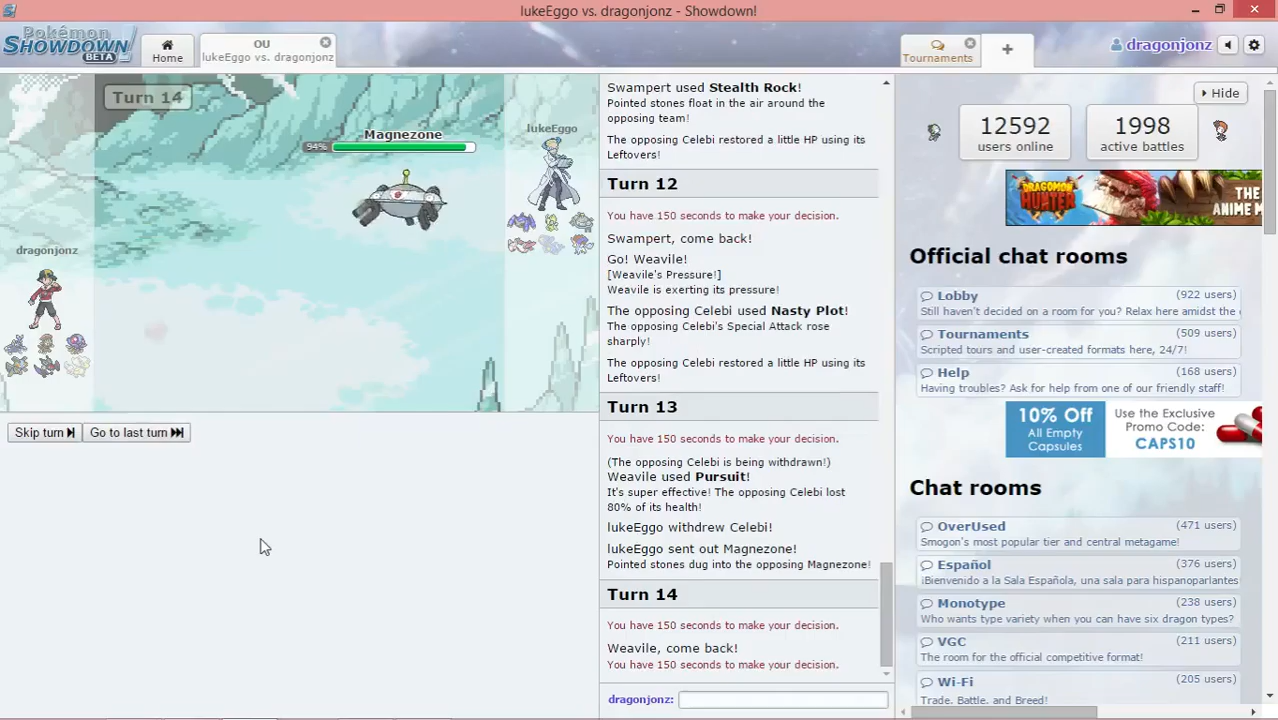 lukeEggo vs. dragonjonz - Showdown!
Pokémon
SHOWDOWN
BETA
Home
OU
lukeEggo vs. dragonjonz
Tournaments
+
dragonjonz
Turn 14
Magnezone
94%
lukeEggo
dragonjonz
Skip turn
Go to last turn
Swampert used Stealth Rock!
Pointed stones float in the air around the
opposing team!
The opposing Celebi restored a little HP using its
Leftovers!
Turn 12
You have 150 seconds to make your decision.
Swampert, come back!
Go! Weavile!
[Weavile's Pressure!]
Weavile is exerting its pressure!
The opposing Celebi used Nasty Plot!
The opposing Celebi's Special Attack rose
sharply!
The opposing Celebi restored a little HP using its
Leftovers!
Turn 13
You have 150 seconds to make your decision.
(The opposing Celebi is being withdrawn!)
Weavile used Pursuit!
It's super effective! The opposing Celebi lost
80% of its health!
lukeEggo withdrew Celebi!
lukeEggo sent out Magnezone!
Pointed stones dug into the opposing Magnezone!
Turn 14
You have 150 seconds to make your decision.
Weavile, come back!
You have 150 seconds to make your decision.
dragonjonz:
Hide
12592
users online
1998
active battles
DRAGOMON
HUNTER
THE
ANIME M
Official chat rooms
Lobby (922 users)
Still haven't decided on a room for you? Relax here amidst the
Tournaments (509 users)
Scripted tours and user-created formats here, 24/7!
Help (168 users)
Having troubles? Ask for help from one of our friendly staff!
10% Off
All Empty
Capsules
Use the Exclusive
Promo Code:
CAPS10
Chat rooms
OverUsed (471 users)
Smogon's most popular tier and central metagame!
Español (376 users)
¡Bienvenido a la Sala Española, una sala para hispanoparlantes
Monotype (238 users)
Who wants type variety when you can have six dragon types?
VGC (211 users)
The room for the official competitive format!
Wi-Fi (205 users)
Trade, Battle, and Breed!